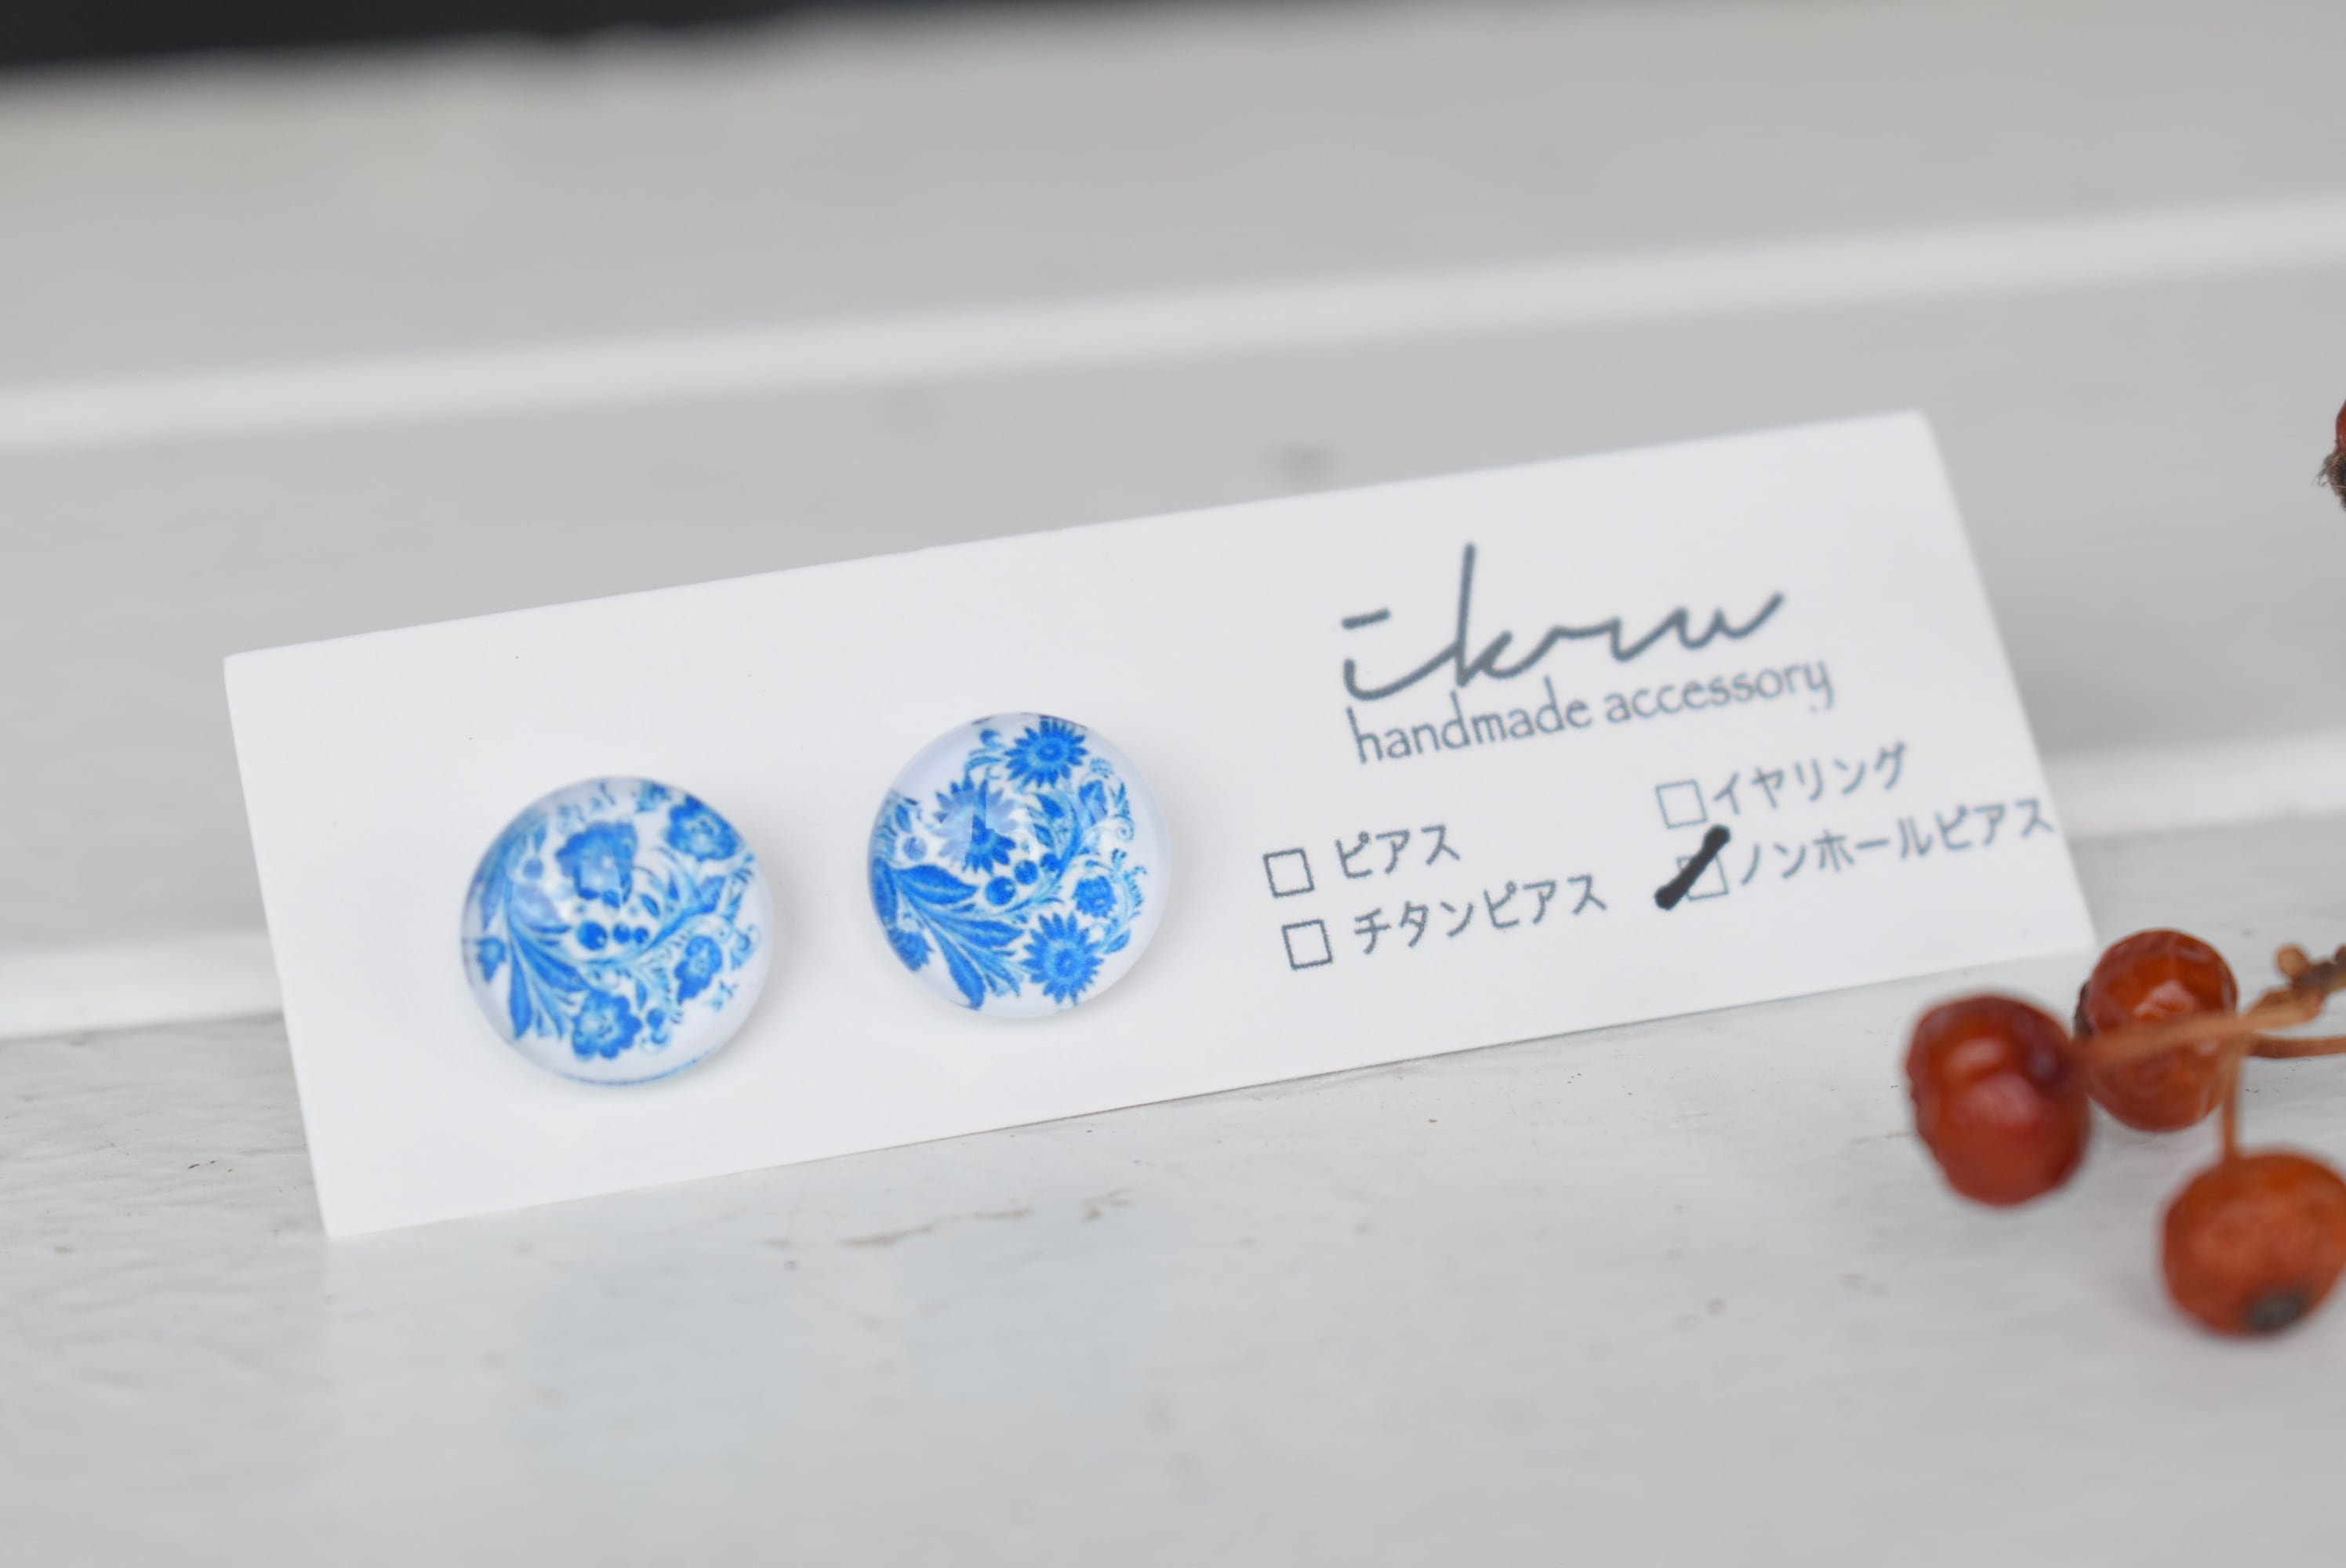 ikru
handmade accessory
□ ピアス
□ チタンピアス
□ イヤリング
☑ ノンホールピアス